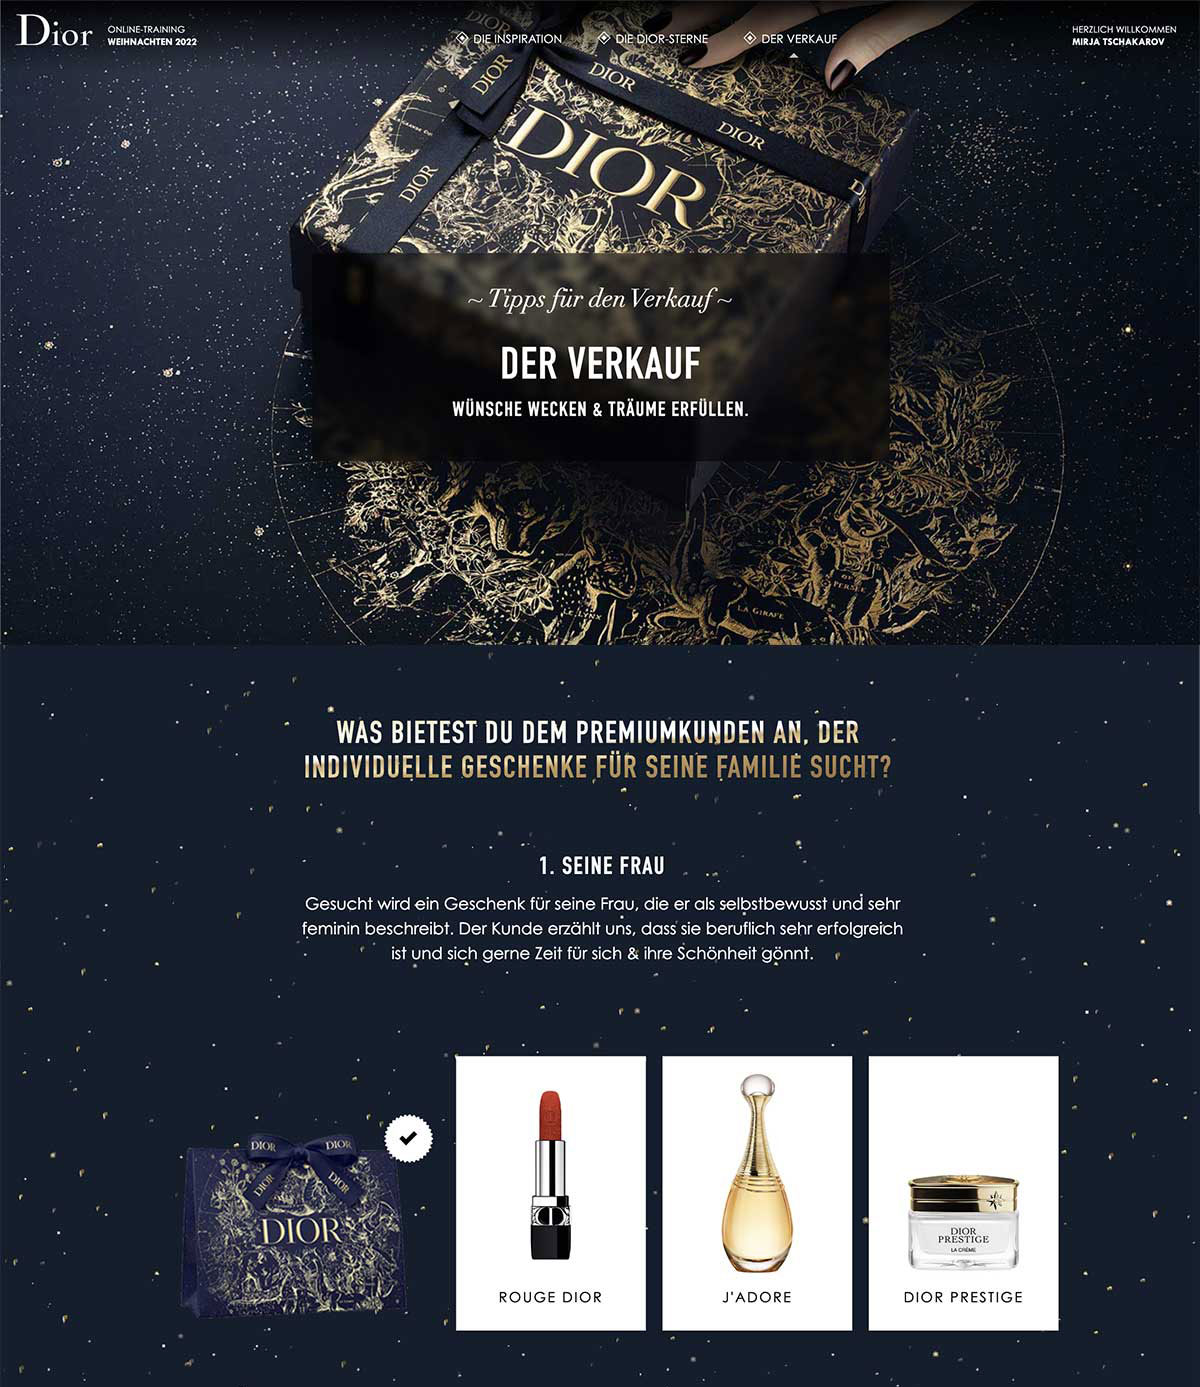 Dior
ONLINE-TRAINING
WEIHNACHTEN 2022
DIE INSPIRATION
DIE DIOR-STERNE
DER VERKAUF
HERZLICH WILLKOMMEN
MIRJA TSCHAKAROV
DIOR
DIOR
DIOR
DIOR
DIOR
D
~ Tipps für den Verkauf ~
DER VERKAUF
WÜNSCHE WECKEN & TRÄUME ERFÜLLEN.
LA GIRAFE
WAS BIETEST DU DEM PREMIUMKUNDEN AN, DER
INDIVIDUELLE GESCHENKE FÜR SEINE FAMILIE SUCHT?
1. SEINE FRAU
Gesucht wird ein Geschenk für seine Frau, die er als selbstbewusst und sehr
feminin beschreibt. Der Kunde erzählt uns, dass sie beruflich sehr erfolgreich
ist und sich gerne Zeit für sich & ihre Schönheit gönnt.
DIOR
DIOR
DIOR
DIOR
DIOR
DIOR
PRESTIGE
LA CRÈME
ROUGE DIOR
J'ADORE
DIOR PRESTIGE